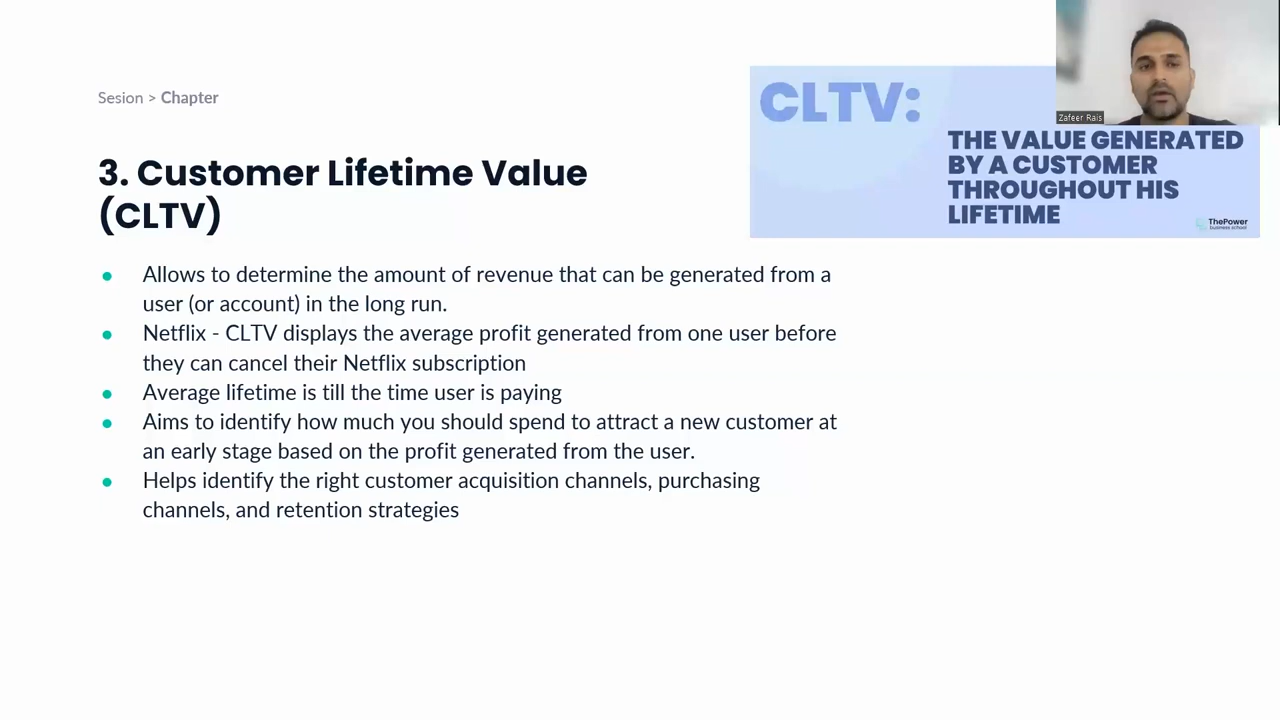 Sesion > Chapter
3. Customer Lifetime Value
(CLTV)
● Allows to determine the amount of revenue that can be generated from a
user (or account) in the long run.
● Netflix - CLTV displays the average profit generated from one user before
they can cancel their Netflix subscription
● Average lifetime is till the time user is paying
● Aims to identify how much you should spend to attract a new customer at
an early stage based on the profit generated from the user.
● Helps identify the right customer acquisition channels, purchasing
channels, and retention strategies
CLTV:
THE VALUE GENERATED
BY A CUSTOMER
THROUGHOUT HIS
LIFETIME
ThePower
business school
Zafeer Rais